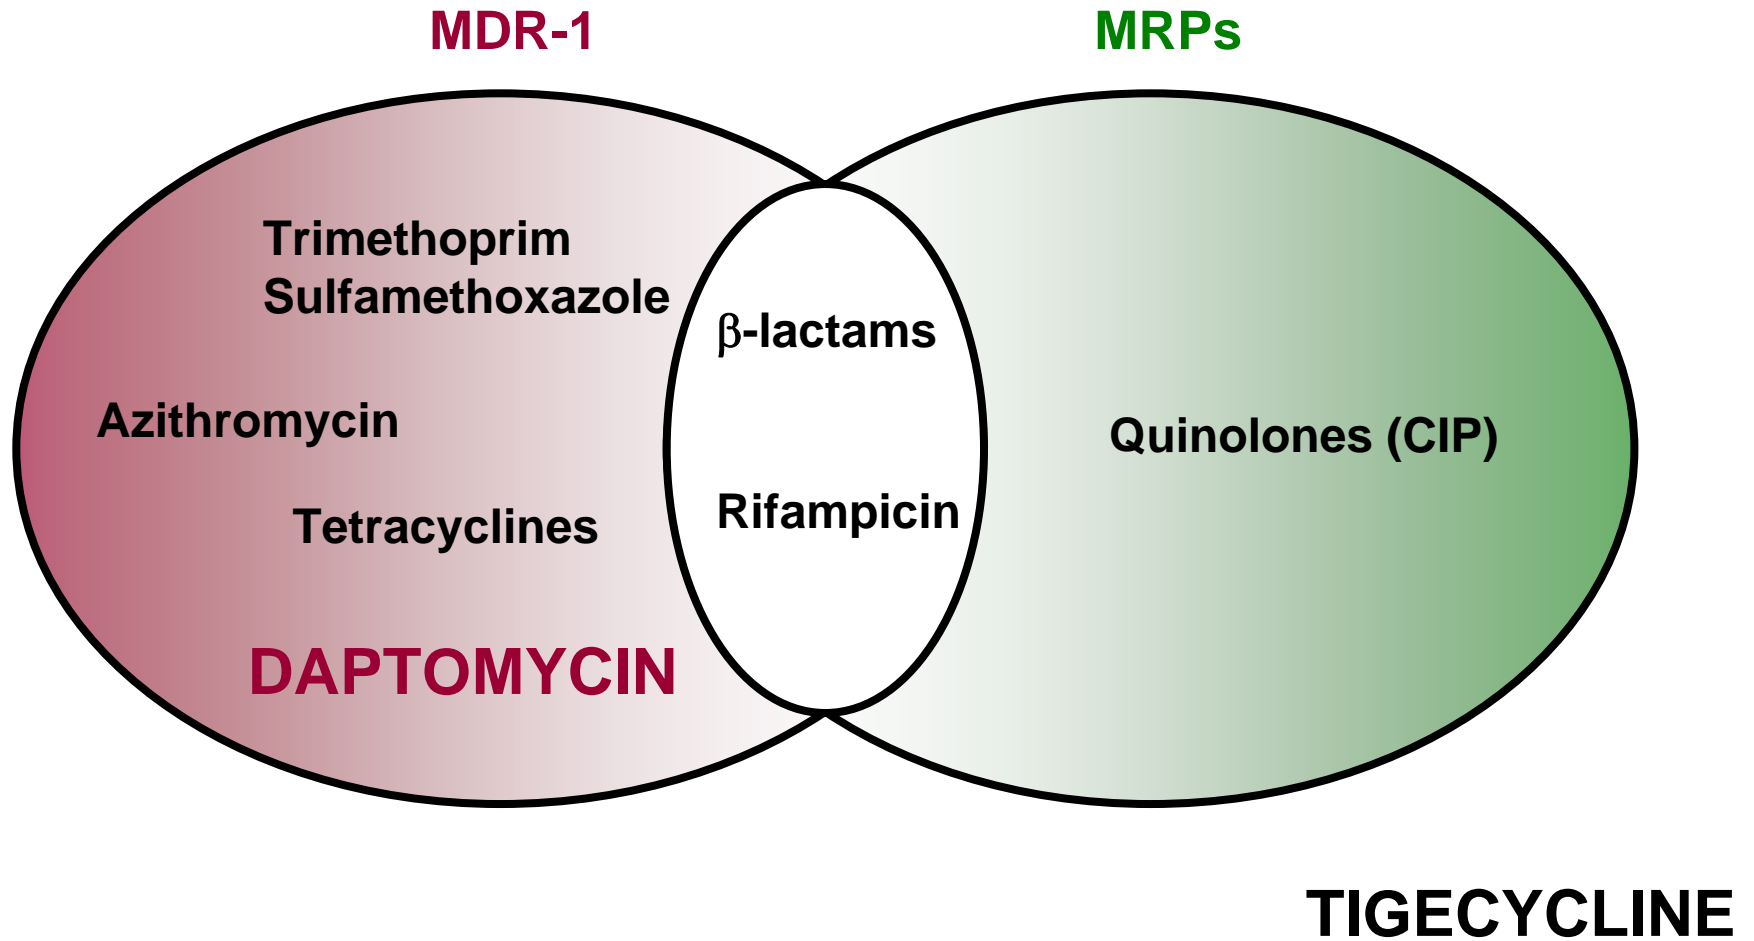 MDR-1
MRPs
Trimethoprim
Sulfamethoxazole
β-lactams
Azithromycin
Quinolones (CIP)
Rifampicin
Tetracyclines
DAPTOMYCIN
TIGECYCLINE